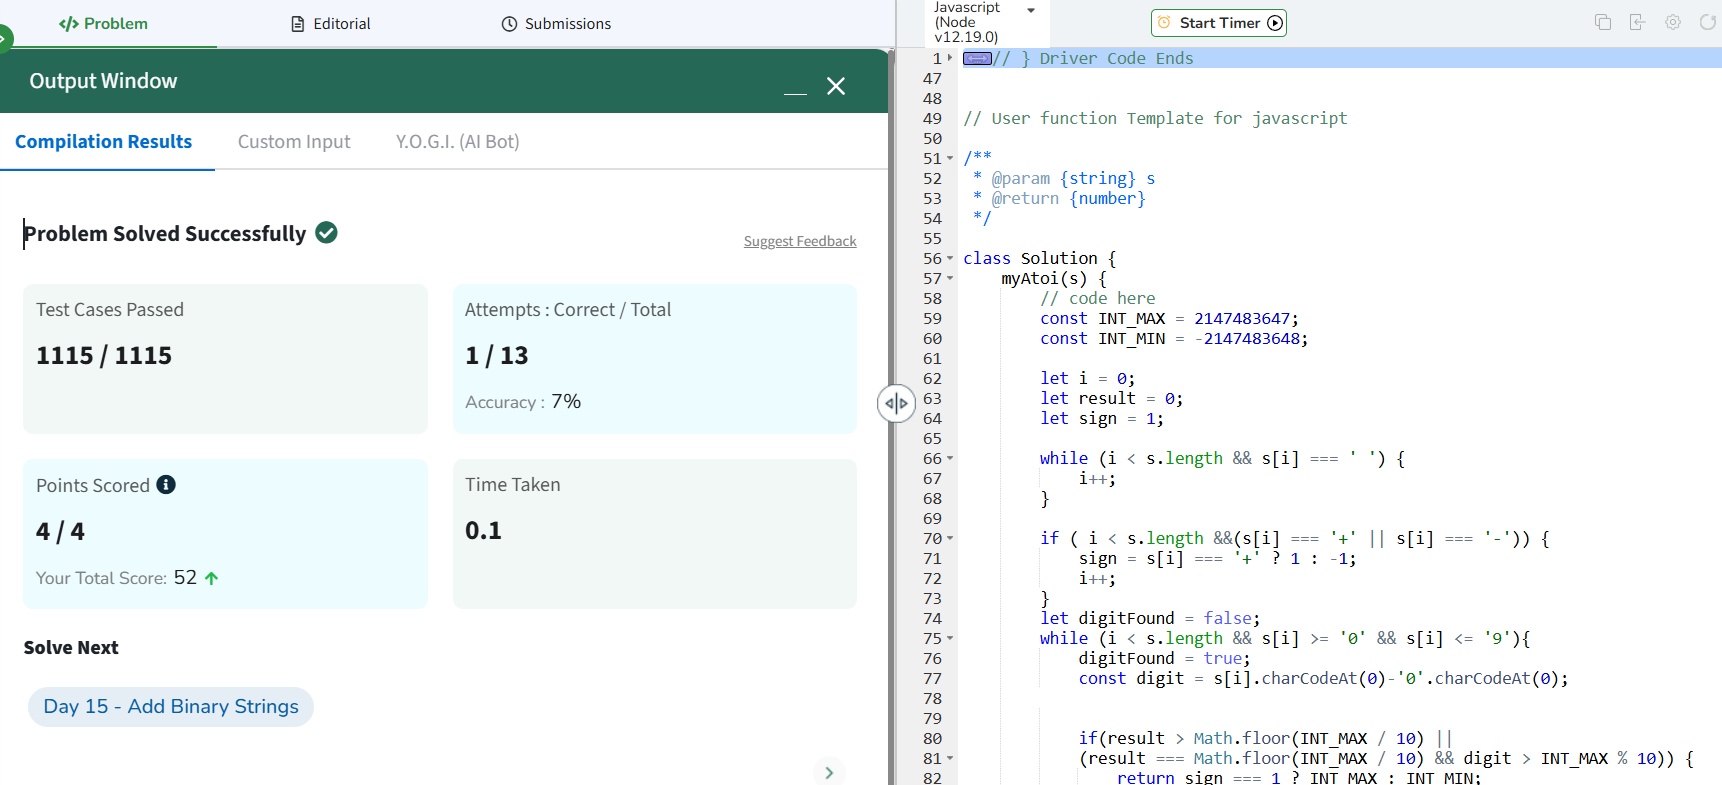 </> Problem
Editorial
Submissions
Output Window
Compilation Results
Custom Input
Y.O.G.I. (AI Bot)
Problem Solved Successfully
Suggest Feedback
Test Cases Passed
1115 / 1115
Attempts : Correct / Total
1 / 13
Accuracy : 7%
Points Scored
4 / 4
Your Total Score: 52
Time Taken
0.1
Solve Next
Day 15 - Add Binary Strings
Javascript
(Node
v12.19.0)
Start Timer
1 // } Driver Code Ends
47
48
49 // User function Template for javascript
50
51 /**
52  * @param {string} s
53  * @return {number}
54  */
55
56 class Solution {
57     myAtoi(s) {
58         // code here
59         const INT_MAX = 2147483647;
60         const INT_MIN = -2147483648;
61
62         let i = 0;
63         let result = 0;
64         let sign = 1;
65
66         while (i < s.length && s[i] === ' ') {
67             i++;
68         }
69
70         if ( i < s.length &&(s[i] === '+' || s[i] === '-')) {
71             sign = s[i] === '+' ? 1 : -1;
72             i++;
73         }
74         let digitFound = false;
75         while (i < s.length && s[i] >= '0' && s[i] <= '9'){
76             digitFound = true;
77             const digit = s[i].charCodeAt(0)-'0'.charCodeAt(0);
78
79
80             if(result > Math.floor(INT_MAX / 10) ||
81             (result === Math.floor(INT_MAX / 10) && digit > INT_MAX % 10)) {
82                 return sign === 1 ? INT_MAX : INT_MIN;